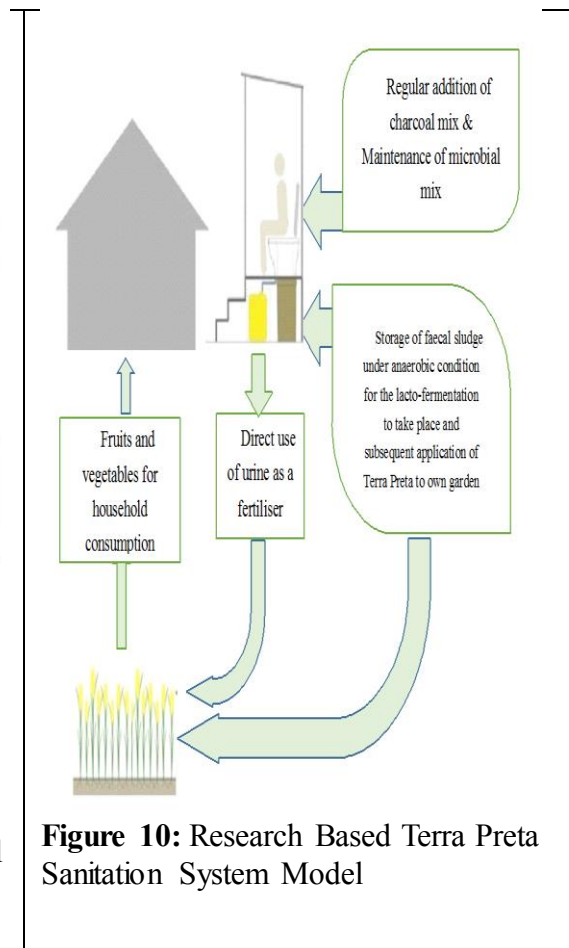 Regular addition of
charcoal mix &
Maintenance of microbial
mix
Storage of faecal sludge
under anaerobic condition
for the lacto-fermentation
to take place and
subsequent application of
Terra Preta to own garden
Fruits and
vegetables for
household
consumption
Direct use
of urine as a
fertiliser
Figure 10: Research Based Terra Preta
Sanitation System Model